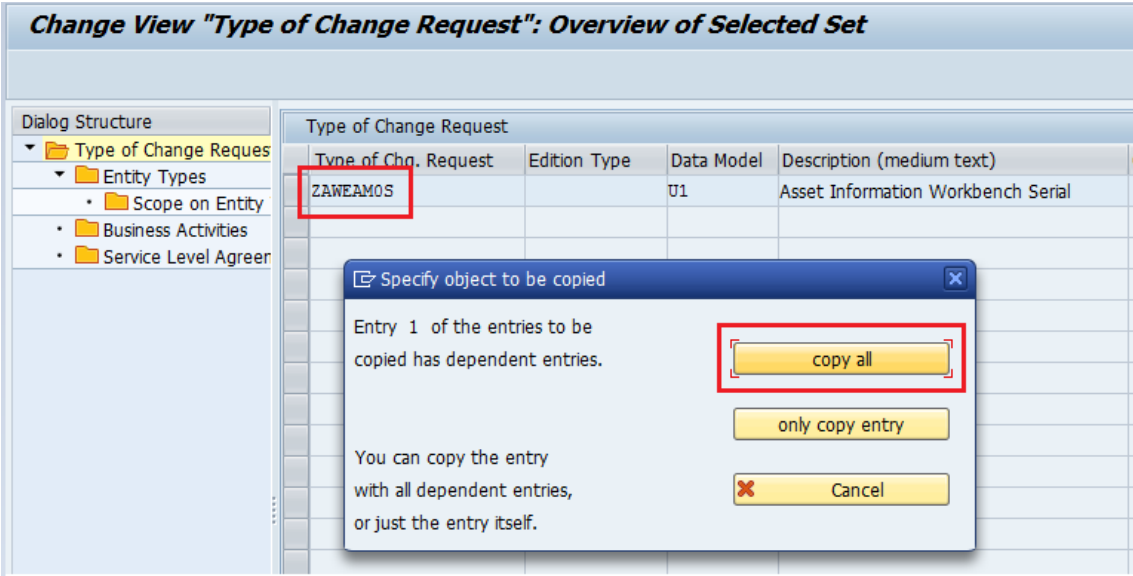 Change View "Type of Change Request": Overview of Selected Set
Dialog Structure
Type of Change Reques
Entity Types
Scope on Entity
Business Activities
Service Level Agreen
Type of Change Request
Type of Chg. Request Edition Type Data Model Description (medium text)
ZAWEAMOS U1 Asset Information Workbench Serial
Specify object to be copied
Entry 1 of the entries to be
copied has dependent entries.
copy all
only copy entry
You can copy the entry
with all dependent entries,
or just the entry itself.
Cancel